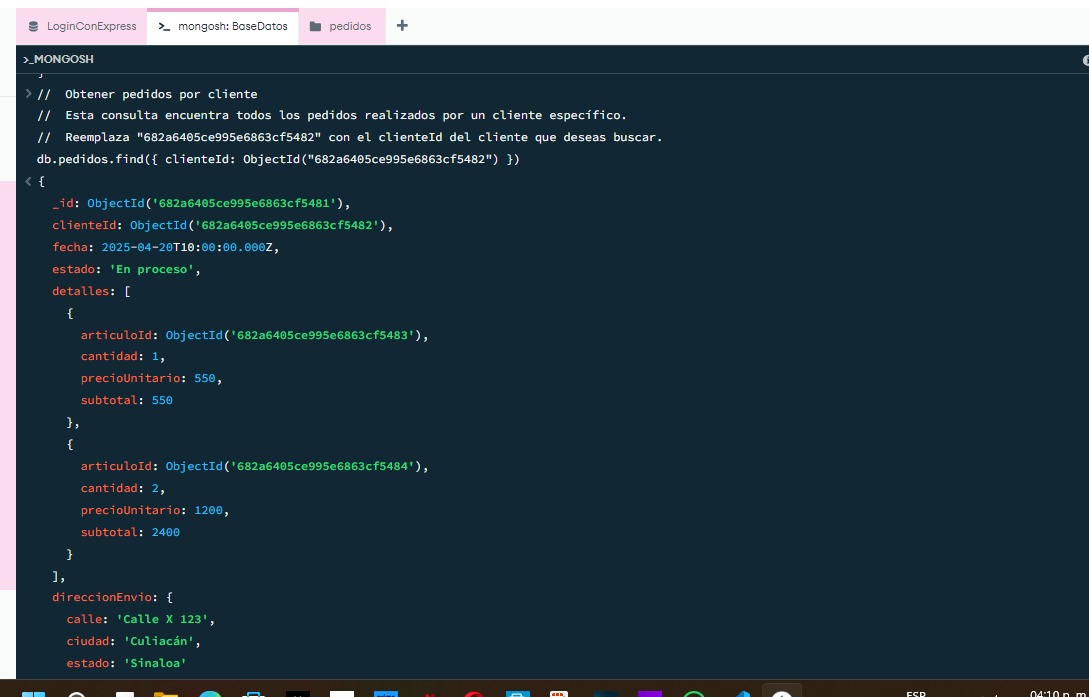 LoginConExpress
>_ mongosh: BaseDatos
pedidos
+
>_MONGOSH
}
> //  Obtener pedidos por cliente
//  Esta consulta encuentra todos los pedidos realizados por un cliente específico.
//  Reemplaza "682a6405ce995e6863cf5482" con el clienteId del cliente que deseas buscar.
db.pedidos.find({ clienteId: ObjectId("682a6405ce995e6863cf5482") })
< {
_id: ObjectId('682a6405ce995e6863cf5481'),
clienteId: ObjectId('682a6405ce995e6863cf5482'),
fecha: 2025-04-20T10:00:00.000Z,
estado: 'En proceso',
detalles: [
{
articuloId: ObjectId('682a6405ce995e6863cf5483'),
cantidad: 1,
precioUnitario: 550,
subtotal: 550
},
{
articuloId: ObjectId('682a6405ce995e6863cf5484'),
cantidad: 2,
precioUnitario: 1200,
subtotal: 2400
}
],
direccionEnvio: {
calle: 'Calle X 123',
ciudad: 'Culiacán',
estado: 'Sinaloa'
ESP
04:10 p. m.